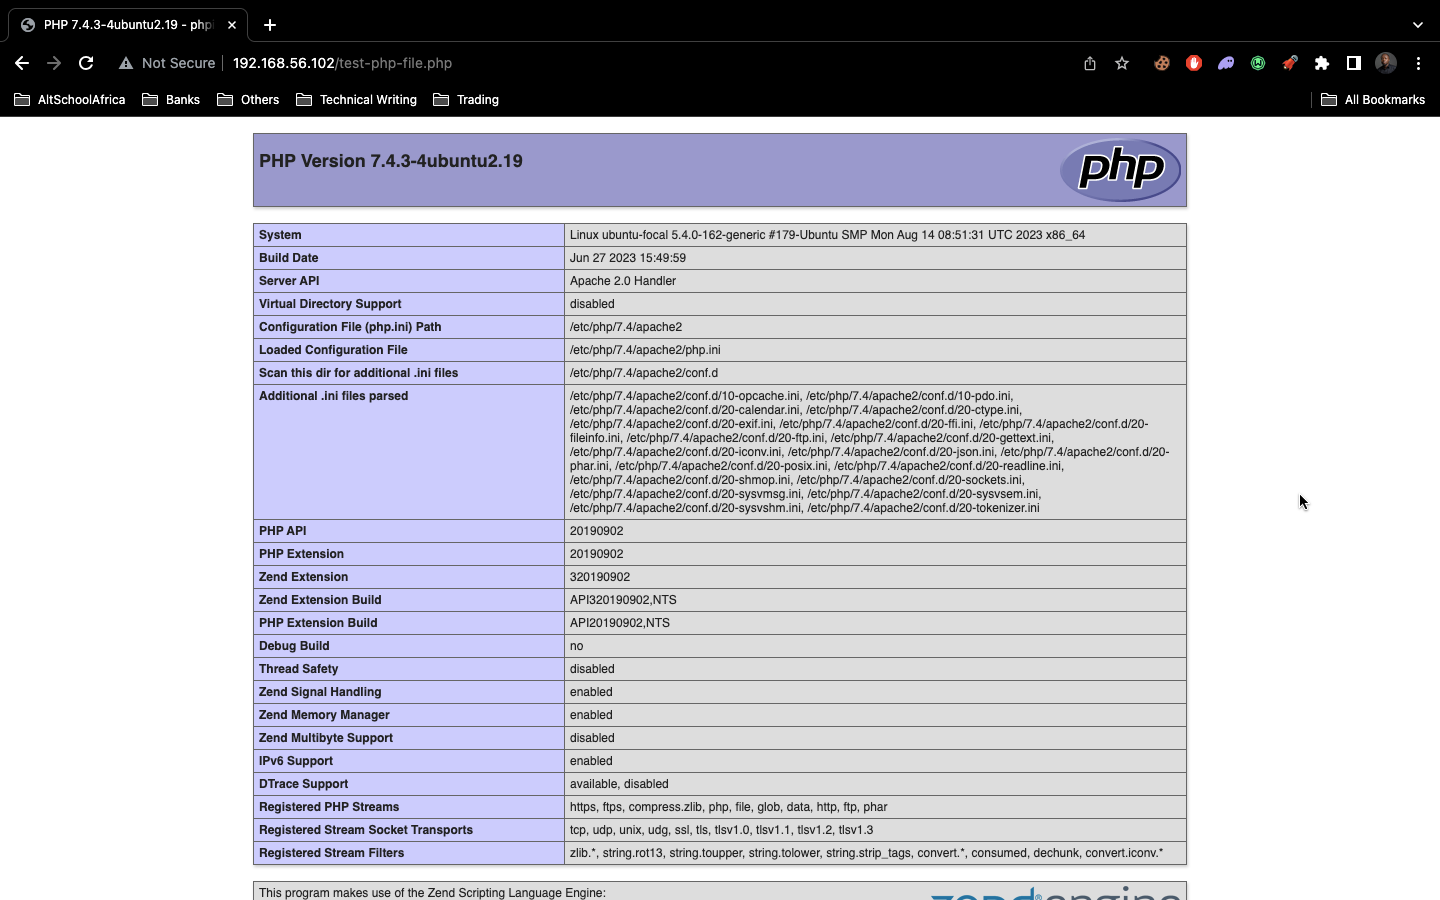 PHP 7.4.3-4ubuntu2.19 - php
Not Secure 192.168.56.102/test-php-file.php
AltSchoolAfrica Banks Others Technical Writing Trading All Bookmarks
PHP Version 7.4.3-4ubuntu2.19
php
System Linux ubuntu-focal 5.4.0-162-generic #179-Ubuntu SMP Mon Aug 14 08:51:31 UTC 2023 x86_64
Build Date Jun 27 2023 15:49:59
Server API Apache 2.0 Handler
Virtual Directory Support disabled
Configuration File (php.ini) Path /etc/php/7.4/apache2
Loaded Configuration File /etc/php/7.4/apache2/php.ini
Scan this dir for additional .ini files /etc/php/7.4/apache2/conf.d
Additional .ini files parsed /etc/php/7.4/apache2/conf.d/10-opcache.ini, /etc/php/7.4/apache2/conf.d/10-pdo.ini,
/etc/php/7.4/apache2/conf.d/20-calendar.ini, /etc/php/7.4/apache2/conf.d/20-ctype.ini,
/etc/php/7.4/apache2/conf.d/20-exif.ini, /etc/php/7.4/apache2/conf.d/20-ffi.ini, /etc/php/7.4/apache2/conf.d/20-
fileinfo.ini, /etc/php/7.4/apache2/conf.d/20-ftp.ini, /etc/php/7.4/apache2/conf.d/20-gettext.ini,
/etc/php/7.4/apache2/conf.d/20-iconv.ini, /etc/php/7.4/apache2/conf.d/20-json.ini, /etc/php/7.4/apache2/conf.d/20-
phar.ini, /etc/php/7.4/apache2/conf.d/20-posix.ini, /etc/php/7.4/apache2/conf.d/20-readline.ini,
/etc/php/7.4/apache2/conf.d/20-shmop.ini, /etc/php/7.4/apache2/conf.d/20-sockets.ini,
/etc/php/7.4/apache2/conf.d/20-sysvmsg.ini, /etc/php/7.4/apache2/conf.d/20-sysvsem.ini,
/etc/php/7.4/apache2/conf.d/20-sysvshm.ini, /etc/php/7.4/apache2/conf.d/20-tokenizer.ini
PHP API 20190902
PHP Extension 20190902
Zend Extension 320190902
Zend Extension Build API320190902,NTS
PHP Extension Build API20190902,NTS
Debug Build no
Thread Safety disabled
Zend Signal Handling enabled
Zend Memory Manager enabled
Zend Multibyte Support disabled
IPv6 Support enabled
DTrace Support available, disabled
Registered PHP Streams https, ftps, compress.zlib, php, file, glob, data, http, ftp, phar
Registered Stream Socket Transports tcp, udp, unix, udg, ssl, tls, tlsv1.0, tlsv1.1, tlsv1.2, tlsv1.3
Registered Stream Filters zlib.*, string.rot13, string.toupper, string.tolower, string.strip_tags, convert.*, consumed, dechunk, convert.iconv.*
This program makes use of the Zend Scripting Language Engine:
zend engine